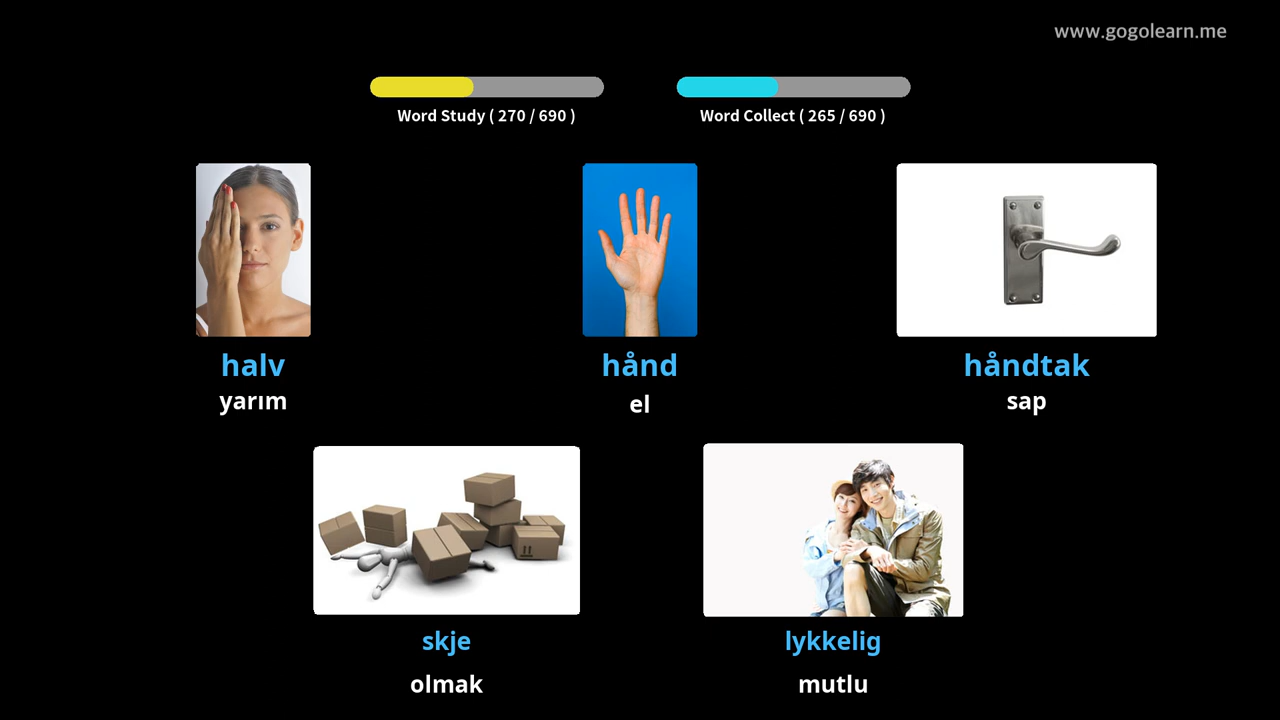 www.gogolearn.me
Word Study ( 270 / 690 )
Word Collect ( 265 / 690 )
halv
yarım
hånd
el
håndtak
sap
skje
olmak
lykkelig
mutlu